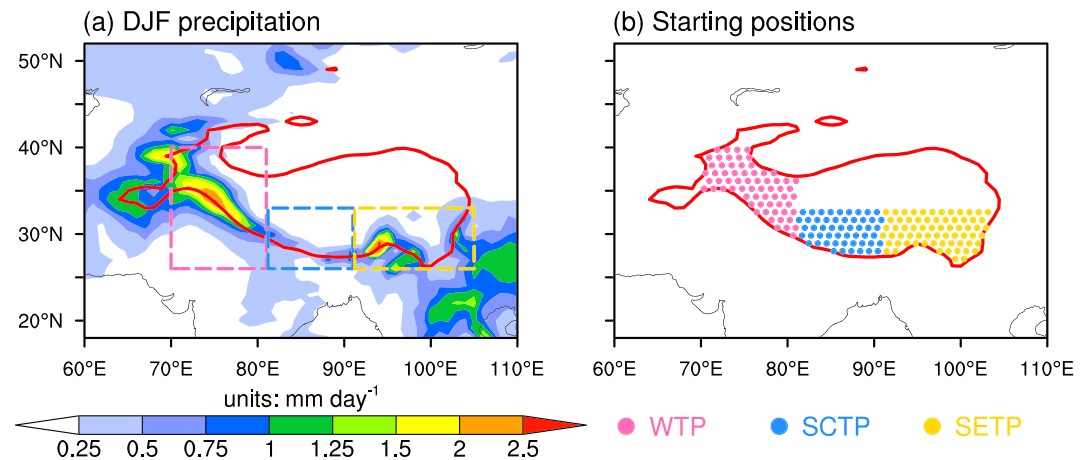 (a) DJF precipitation
(b) Starting positions
50°N
40°N
30°N
20°N
60°E 70°E 80°E 90°E 100°E 110°E
60°E 70°E 80°E 90°E 100°E 110°E
units: mm day⁻¹
0.25 0.5 0.75 1 1.25 1.5 2 2.5
WTP SCTP SETP